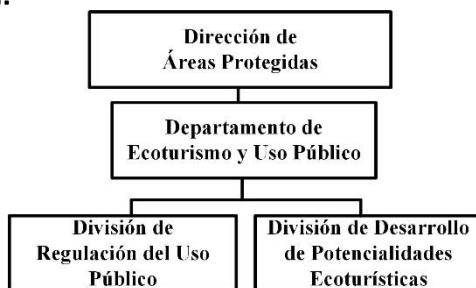 Dirección de
Áreas Protegidas
Departamento de
Ecoturismo y Uso Público
División de
Regulación del Uso
Público
División de Desarrollo
de Potencialidades
Ecoturísticas